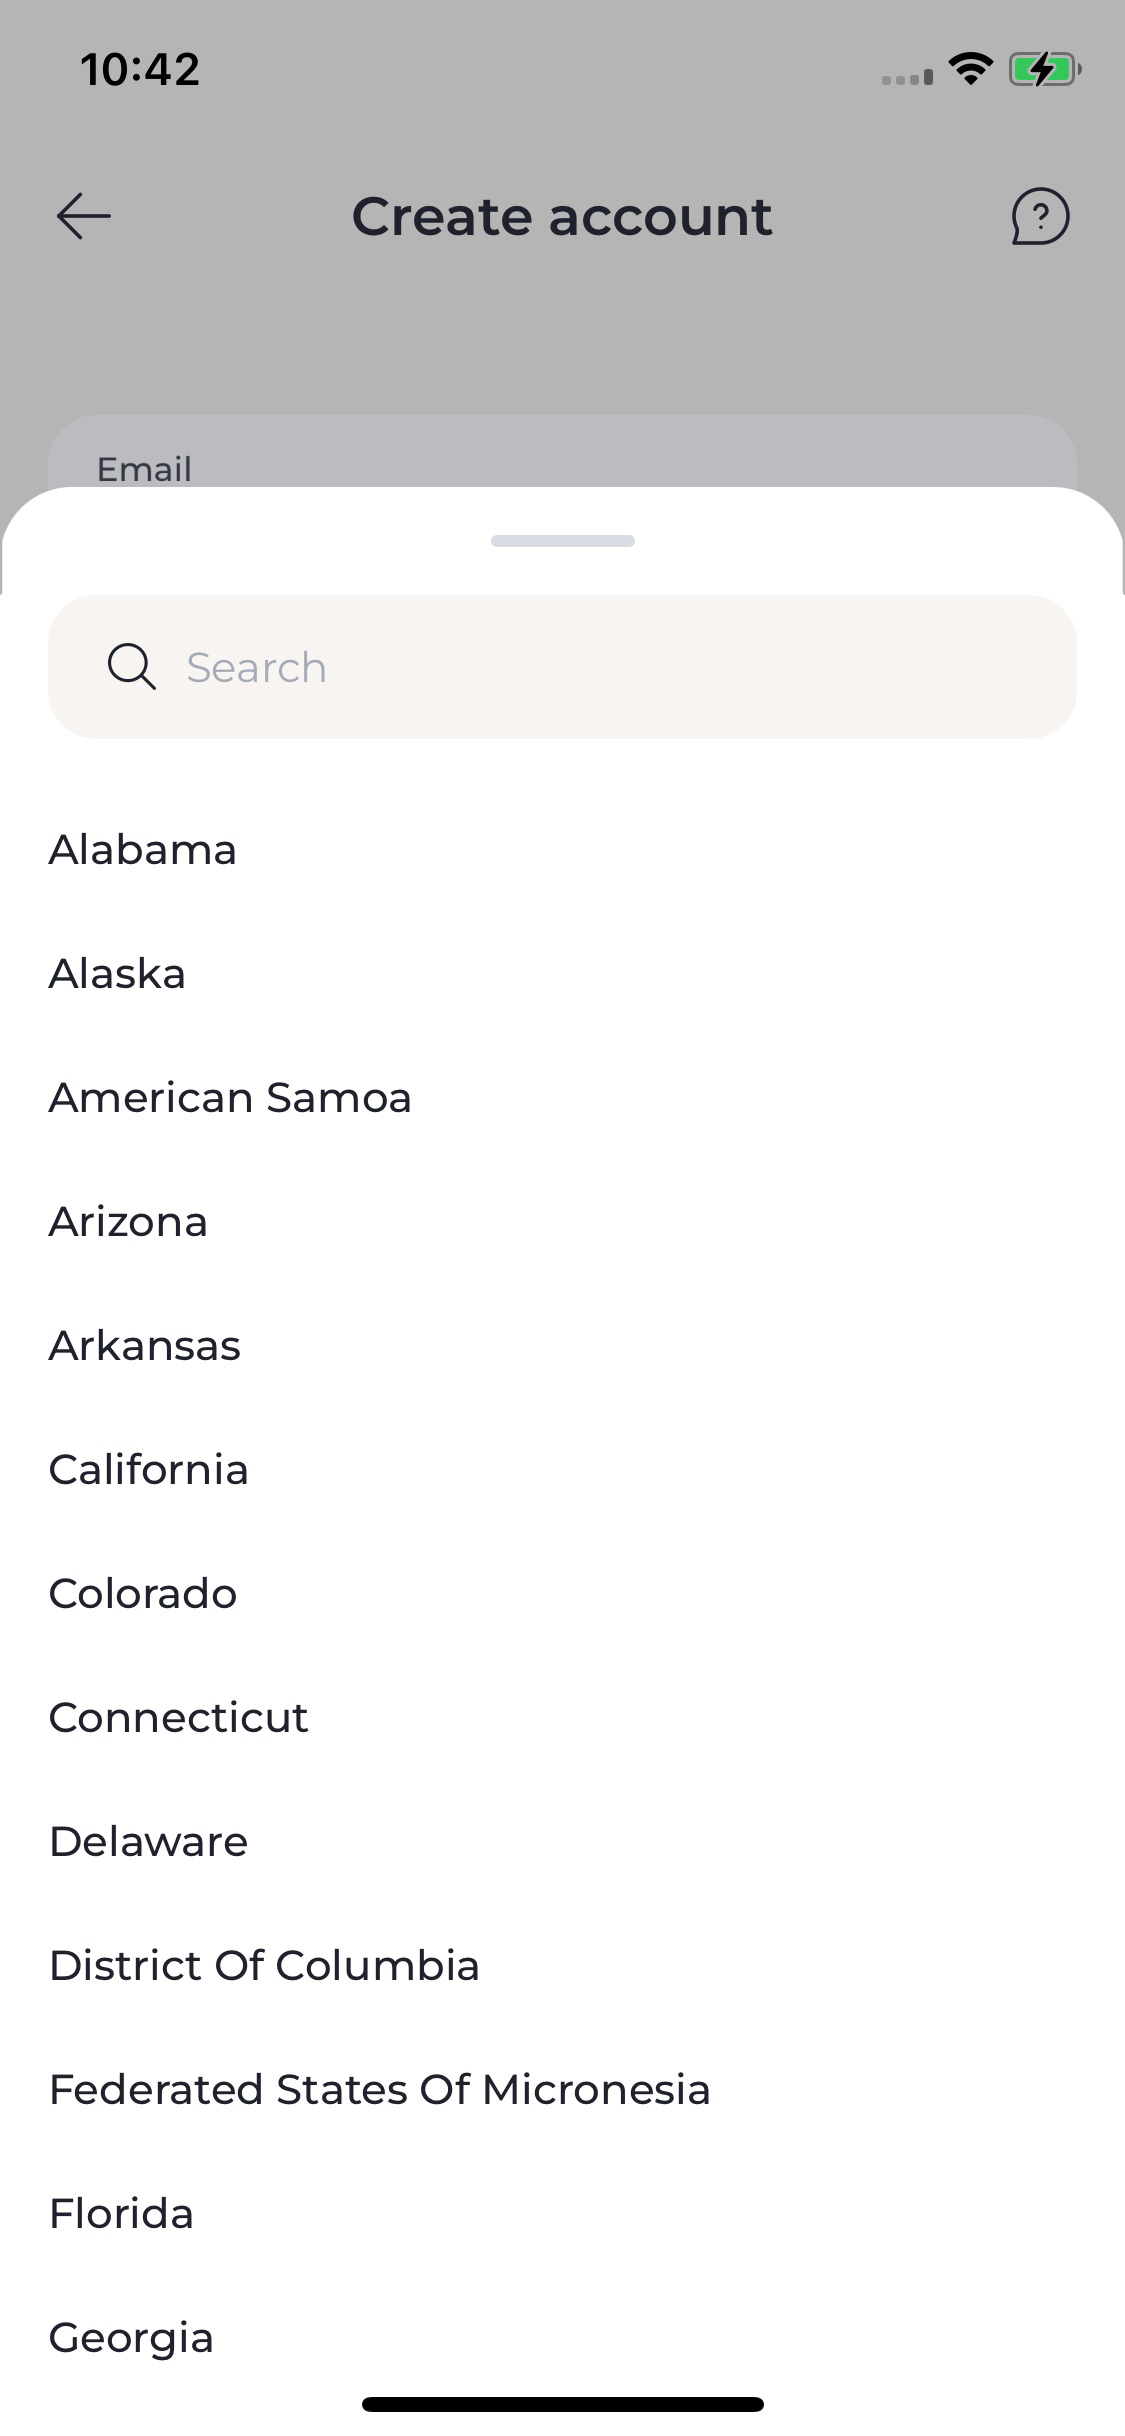 10:42
Create account
Email
Search
Alabama
Alaska
American Samoa
Arizona
Arkansas
California
Colorado
Connecticut
Delaware
District Of Columbia
Federated States Of Micronesia
Florida
Georgia